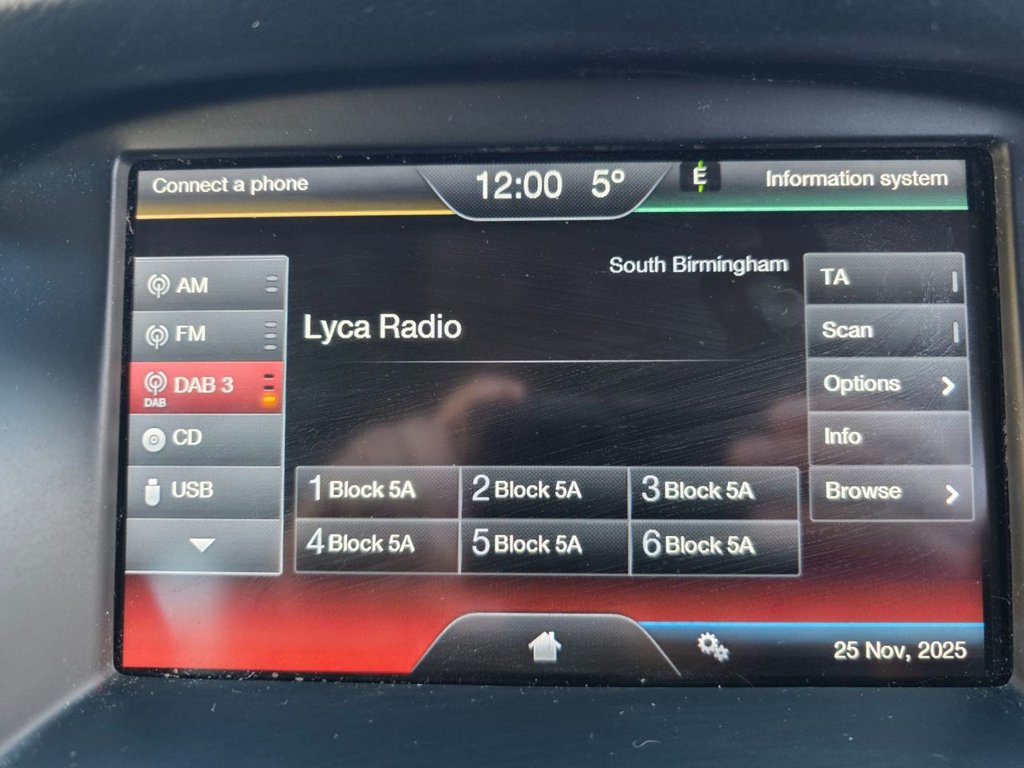 Connect a phone
12:00 5°
E
Information system
South Birmingham
AM
FM
DAB 3
DAB
CD
USB
Lyca Radio
1 Block 5A
2 Block 5A
3 Block 5A
4 Block 5A
5 Block 5A
6 Block 5A
TA
Scan
Options
Info
Browse
25 Nov, 2025